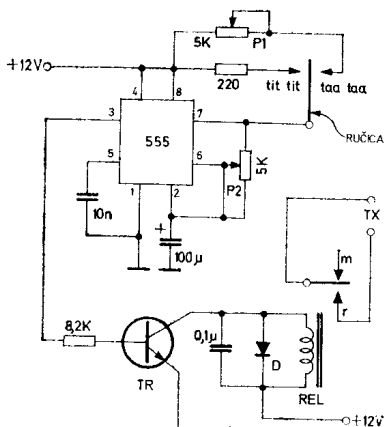 5K
P1
+12V
220
tit tit
taa taa
4
8
3
7
RUČICA
555
5
6
5K
P2
1
2
10n
+
100μ
TX
m
r
8,2K
0,1μ
D
TR
REL
+12V